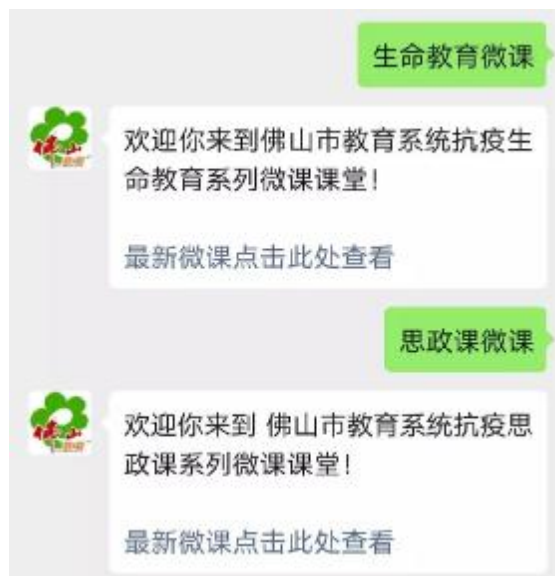 生命教育微课
欢迎你来到佛山市教育系统抗疫生
命教育系列微课课堂！
最新微课点击此处查看
思政课微课
欢迎你来到 佛山市教育系统抗疫思
政课系列微课课堂！
最新微课点击此处查看